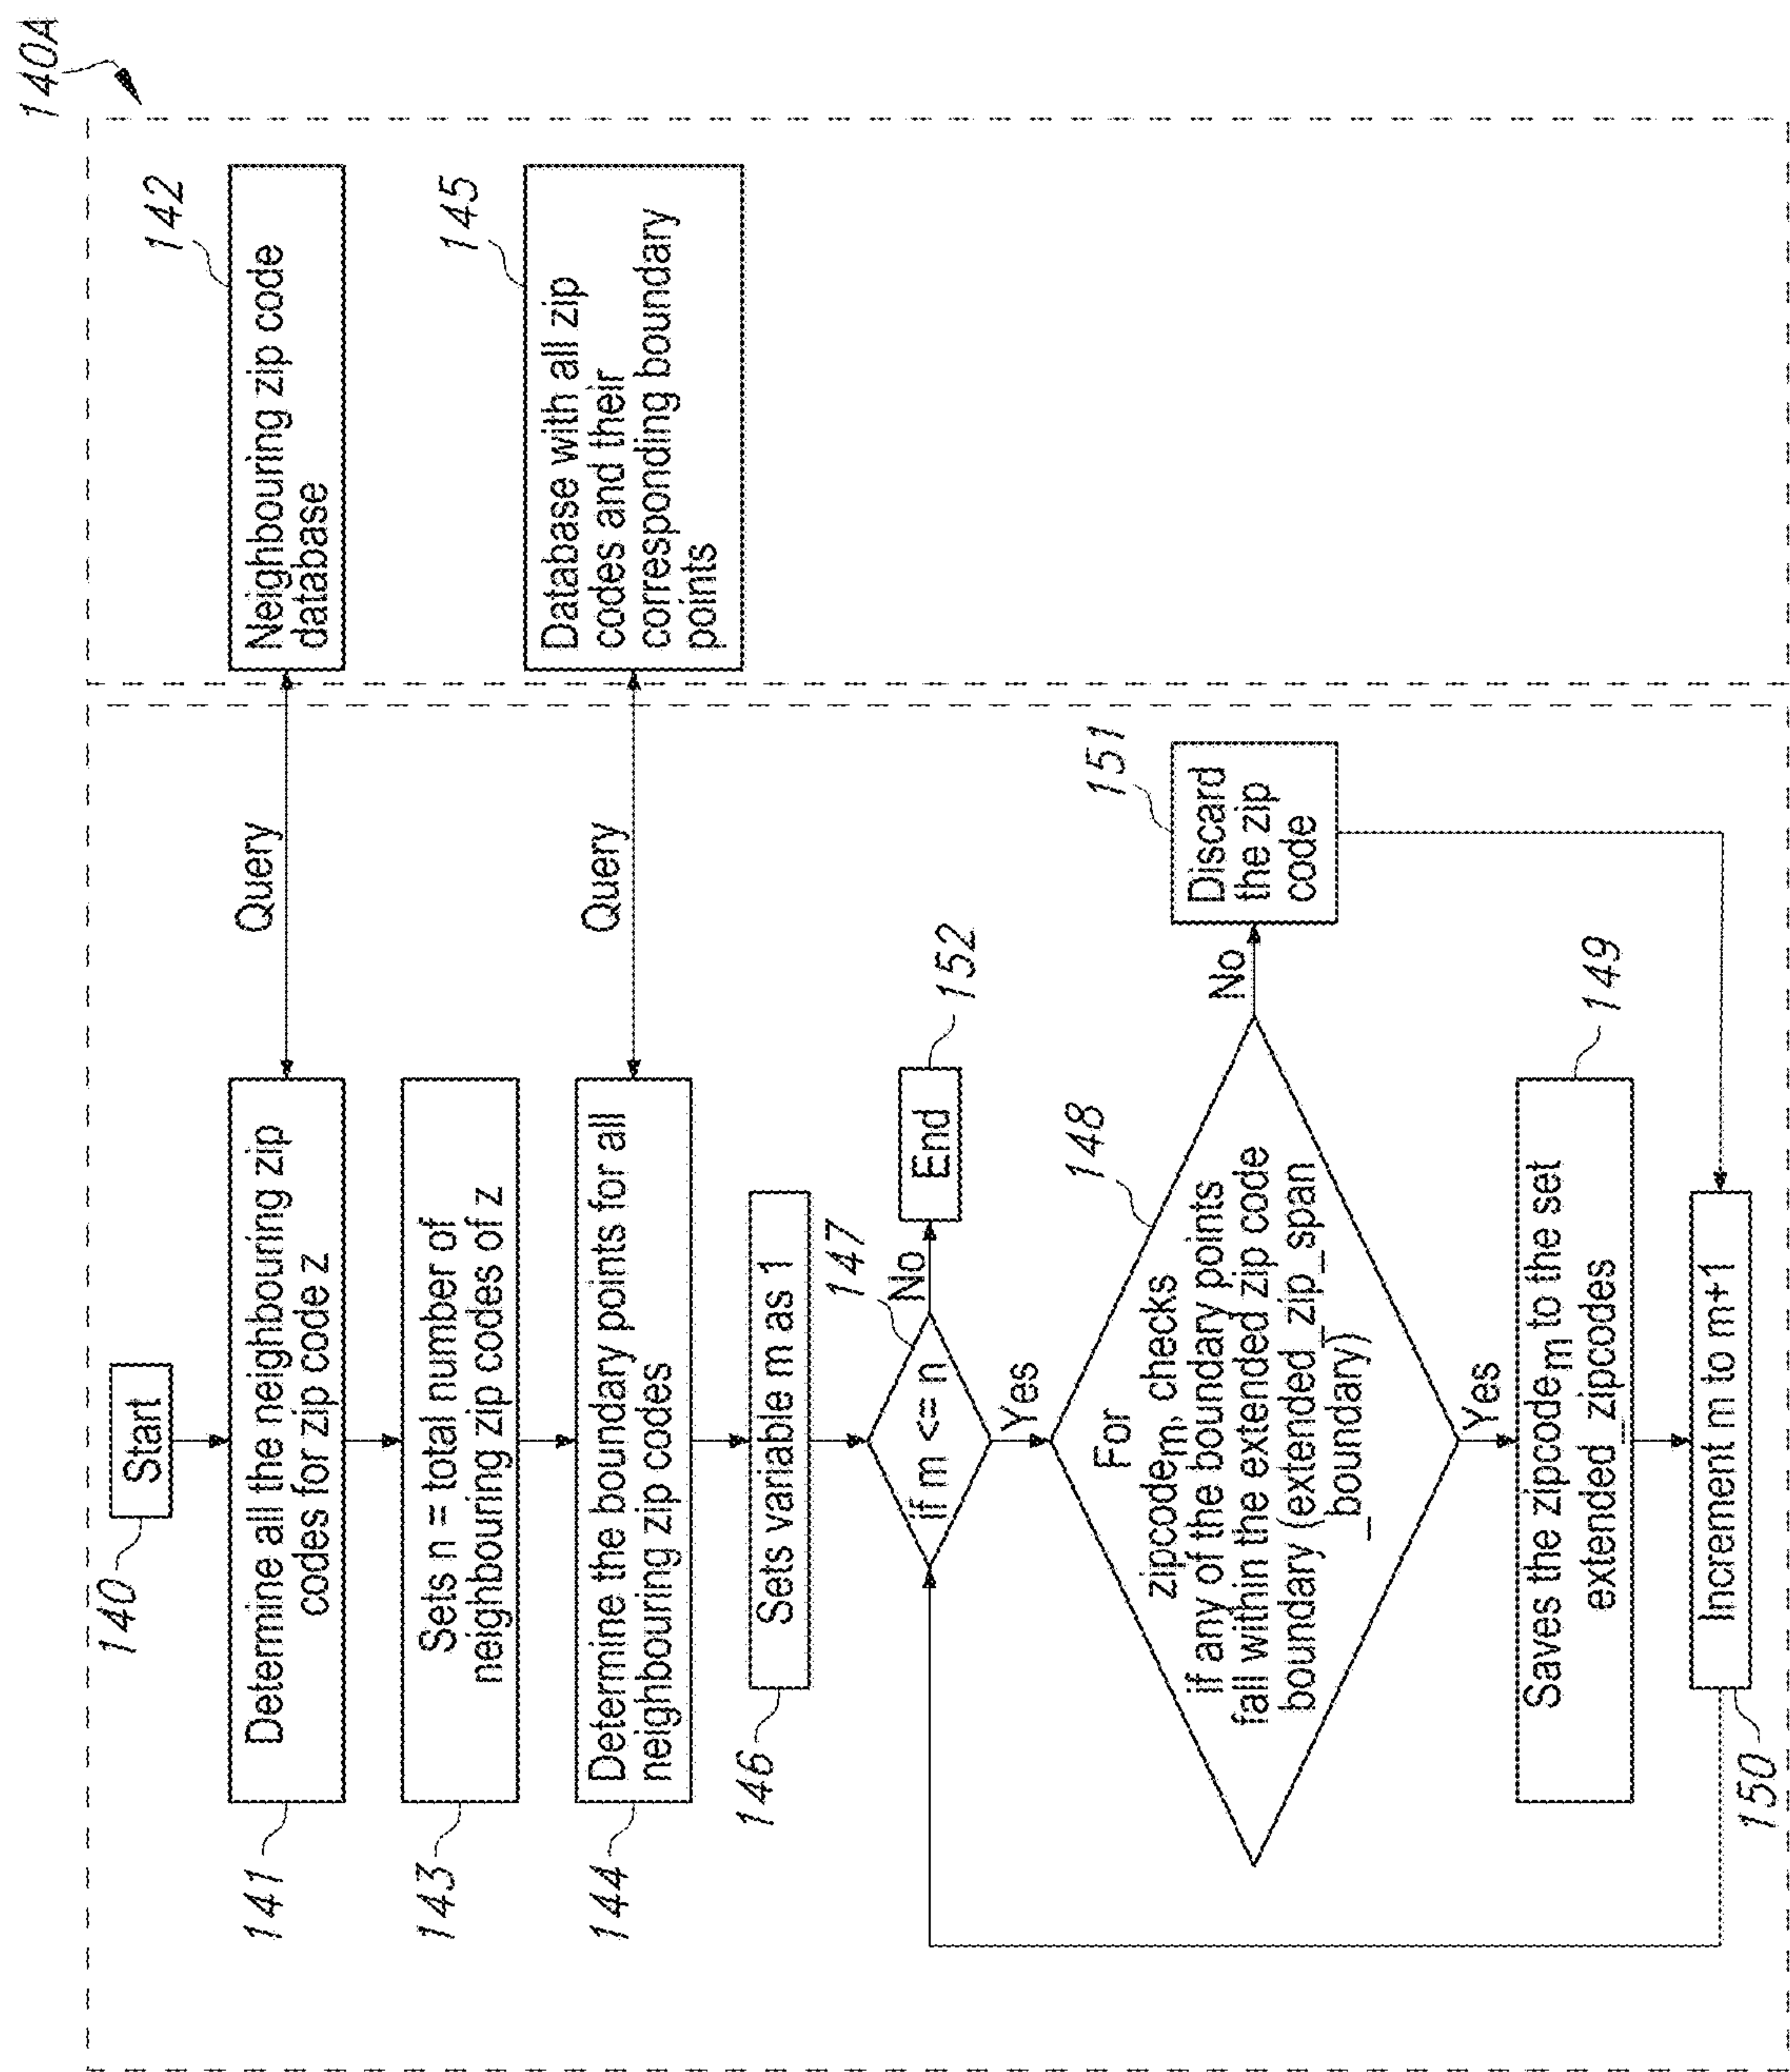 140A
140
Start
141
Determine all the neighbouring zip
codes for zip code z
Query
142
Neighbouring zip code
database
143
Sets n = total number of
neighbouring zip codes of z
144
Determine the boundary points for all
neighbouring zip codes
Query
145
Database with all zip
codes and their
corresponding boundary
points
146
Sets variable m as 1
147
if m <= n
No
End
152
Yes
148
For
zipcodem, checks
if any of the boundary points
fall within the extended zip code
boundary (extended_zip_span
_boundary)
No
151
Discard
the zip
code
Yes
149
Saves the zipcodem to the set
extended_zipcodes
Increment m to m+1
150